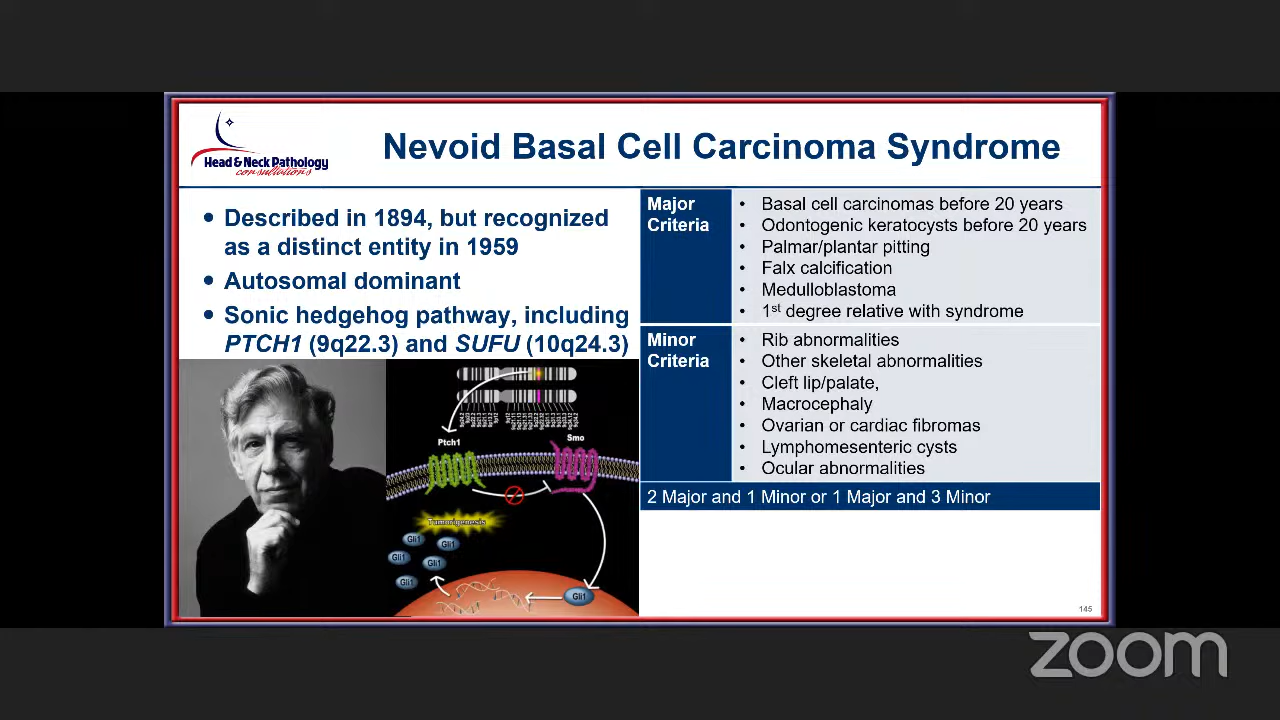 Head & Neck Pathology
consultations
Nevoid Basal Cell Carcinoma Syndrome
• Described in 1894, but recognized
as a distinct entity in 1959
• Autosomal dominant
• Sonic hedgehog pathway, including
PTCH1 (9q22.3) and SUFU (10q24.3)
Major
Criteria
• Basal cell carcinomas before 20 years
• Odontogenic keratocysts before 20 years
• Palmar/plantar pitting
• Falx calcification
• Medulloblastoma
• 1st degree relative with syndrome
Minor
Criteria
• Rib abnormalities
• Other skeletal abnormalities
• Cleft lip/palate,
• Macrocephaly
• Ovarian or cardiac fibromas
• Lymphomesenteric cysts
• Ocular abnormalities
2 Major and 1 Minor or 1 Major and 3 Minor
Ptch1
Smo
Tumorigenesis
Gli1
Gli1
Gli1
Gli1
Gli1
Gli1
145
zoom